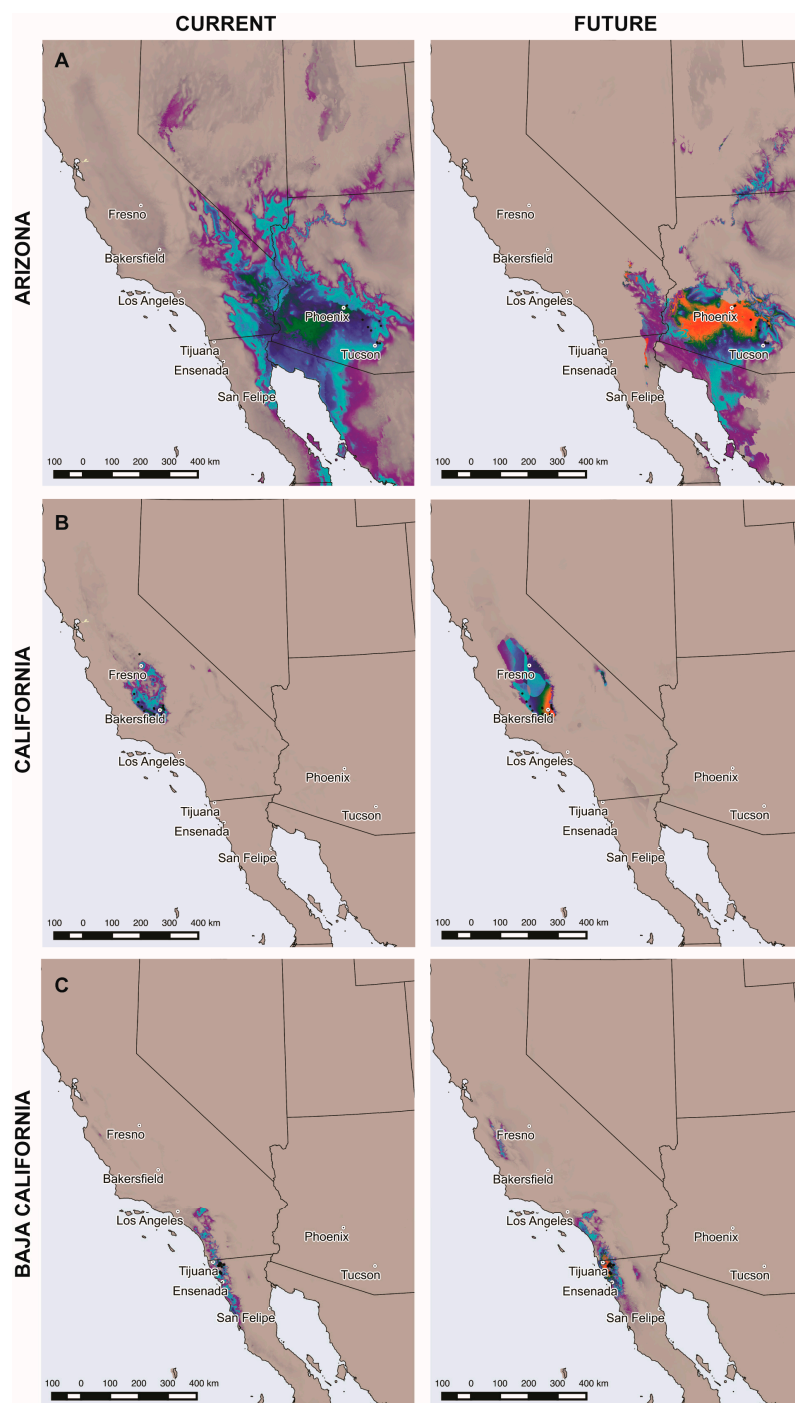 CURRENT FUTURE
ARIZONA
A
Fresno
Bakersfield
Los Angeles
Phoenix
Tijuana
Tucson
Ensenada
San Felipe
100 0 100 200 300 400 km
Fresno
Bakersfield
Los Angeles
Phoenix
Tijuana
Tucson
Ensenada
San Felipe
100 0 100 200 300 400 km
CALIFORNIA
B
Fresno
Bakersfield
Los Angeles
Phoenix
Tijuana
Tucson
Ensenada
San Felipe
100 0 100 200 300 400 km
Fresno
Bakersfield
Los Angeles
Phoenix
Tijuana
Tucson
Ensenada
San Felipe
100 0 100 200 300 400 km
BAJA CALIFORNIA
C
Fresno
Bakersfield
Los Angeles
Phoenix
Tijuana
Tucson
Ensenada
San Felipe
100 0 100 200 300 400 km
Fresno
Bakersfield
Los Angeles
Phoenix
Tijuana
Tucson
Ensenada
San Felipe
100 0 100 200 300 400 km